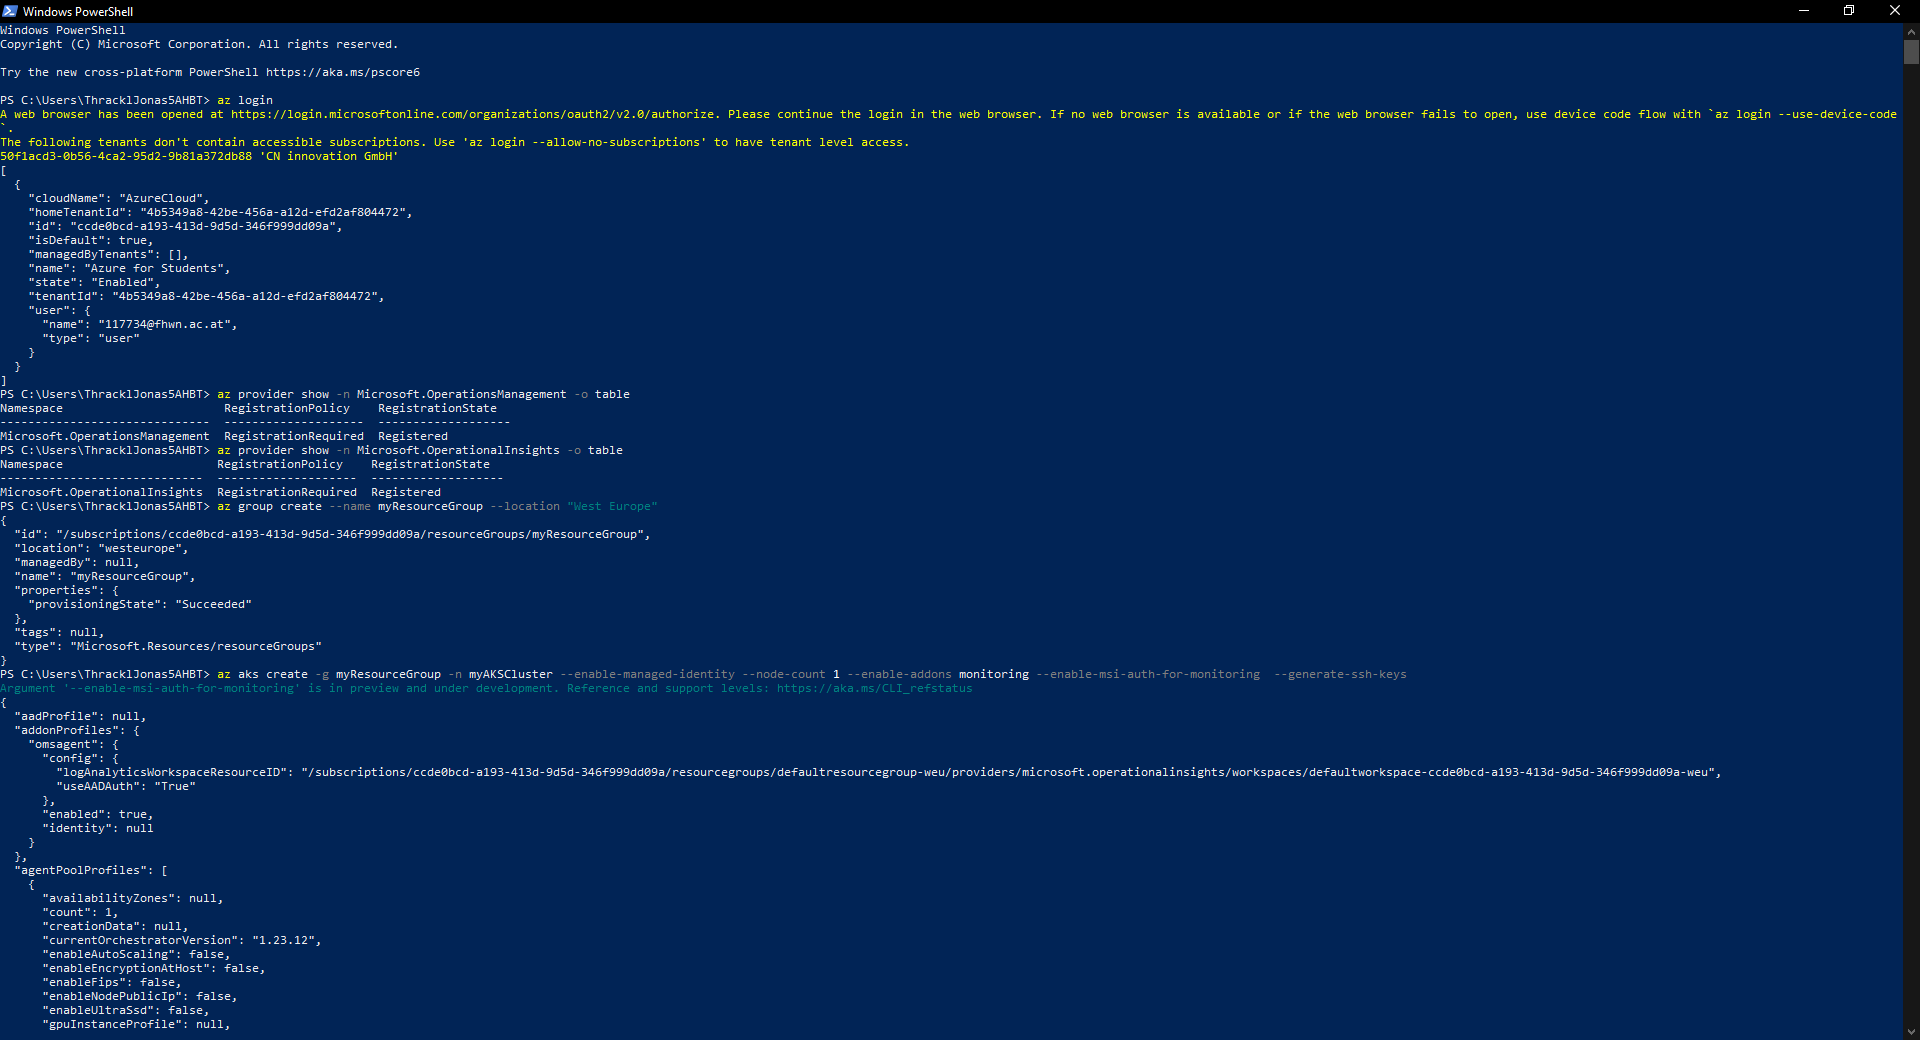 Windows PowerShell
Windows PowerShell
Copyright (C) Microsoft Corporation. All rights reserved.
Try the new cross-platform PowerShell https://aka.ms/pscore6
PS C:\Users\ThracklJonas5AHBT> az login
A web browser has been opened at https://login.microsoftonline.com/organizations/oauth2/v2.0/authorize. Please continue the login in the web browser. If no web browser is available or if the web browser fails to open, use device code flow with `az login --use-device-code
`.
The following tenants don't contain accessible subscriptions. Use 'az login --allow-no-subscriptions' to have tenant level access.
50f1acd3-0b56-4ca2-95d2-9b81a372db88 'CN innovation GmbH'
[
  {
    "cloudName": "AzureCloud",
    "homeTenantId": "4b5349a8-42be-456a-a12d-efd2af804472",
    "id": "ccde0bcd-a193-413d-9d5d-346f999dd09a",
    "isDefault": true,
    "managedByTenants": [],
    "name": "Azure for Students",
    "state": "Enabled",
    "tenantId": "4b5349a8-42be-456a-a12d-efd2af804472",
    "user": {
      "name": "117734@fhwn.ac.at",
      "type": "user"
    }
  }
]
PS C:\Users\ThracklJonas5AHBT> az provider show -n Microsoft.OperationsManagement -o table
Namespace                       RegistrationPolicy    RegistrationState
------------------------------  --------------------  -------------------
Microsoft.OperationsManagement  RegistrationRequired  Registered
PS C:\Users\ThracklJonas5AHBT> az provider show -n Microsoft.OperationalInsights -o table
Namespace                      RegistrationPolicy    RegistrationState
-----------------------------  --------------------  -------------------
Microsoft.OperationalInsights  RegistrationRequired  Registered
PS C:\Users\ThracklJonas5AHBT> az group create --name myResourceGroup --location "West Europe"
{
  "id": "/subscriptions/ccde0bcd-a193-413d-9d5d-346f999dd09a/resourceGroups/myResourceGroup",
  "location": "westeurope",
  "managedBy": null,
  "name": "myResourceGroup",
  "properties": {
    "provisioningState": "Succeeded"
  },
  "tags": null,
  "type": "Microsoft.Resources/resourceGroups"
}
PS C:\Users\ThracklJonas5AHBT> az aks create -g myResourceGroup -n myAKSCluster --enable-managed-identity --node-count 1 --enable-addons monitoring --enable-msi-auth-for-monitoring  --generate-ssh-keys
Argument '--enable-msi-auth-for-monitoring' is in preview and under development. Reference and support levels: https://aka.ms/CLI_refstatus
{
  "aadProfile": null,
  "addonProfiles": {
    "omsagent": {
      "config": {
        "logAnalyticsWorkspaceResourceID": "/subscriptions/ccde0bcd-a193-413d-9d5d-346f999dd09a/resourcegroups/defaultresourcegroup-weu/providers/microsoft.operationalinsights/workspaces/defaultworkspace-ccde0bcd-a193-413d-9d5d-346f999dd09a-weu",
        "useAADAuth": "True"
      },
      "enabled": true,
      "identity": null
    }
  },
  "agentPoolProfiles": [
    {
      "availabilityZones": null,
      "count": 1,
      "creationData": null,
      "currentOrchestratorVersion": "1.23.12",
      "enableAutoScaling": false,
      "enableEncryptionAtHost": false,
      "enableFips": false,
      "enableNodePublicIp": false,
      "enableUltraSsd": false,
      "gpuInstanceProfile": null,